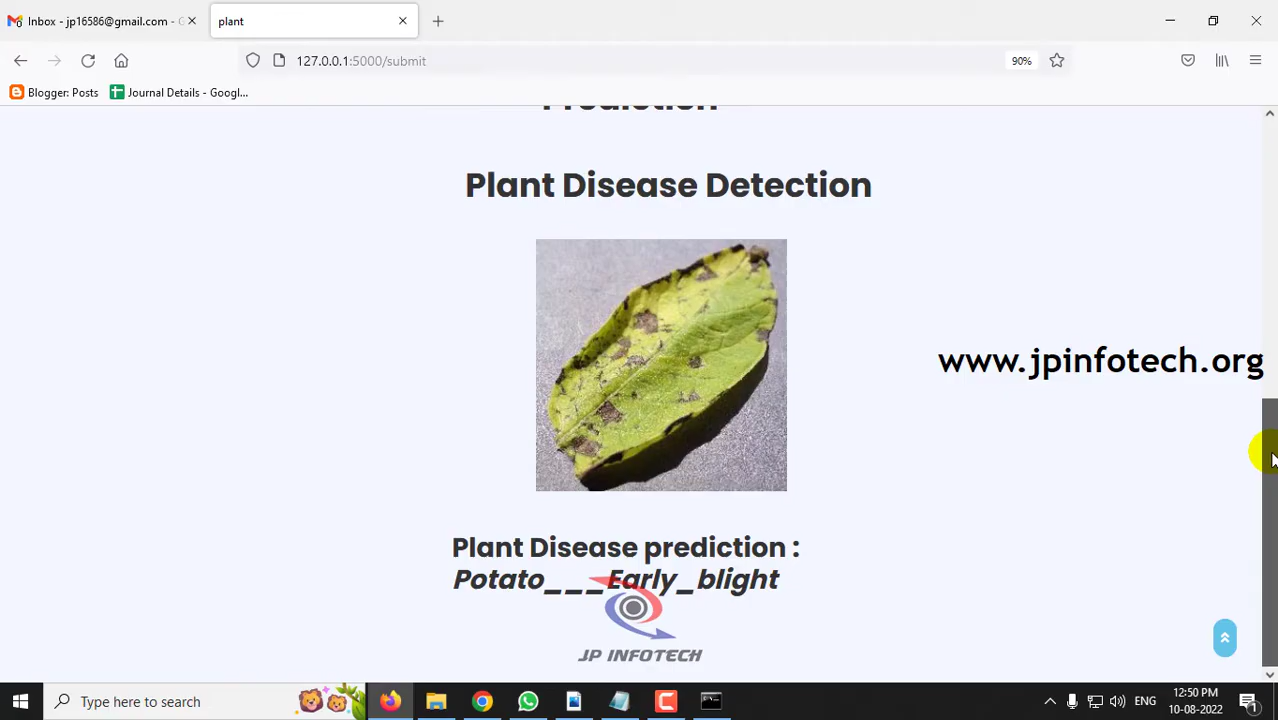 Inbox - jp16586@gmail.com - G
plant
127.0.0.1:5000/submit
90%
Blogger: Posts
Journal Details - Googl...
Prediction
Plant Disease Detection
www.jpinfotech.org
Plant Disease prediction :
Potato___Early_blight
JP INFOTECH
Type here to search
ENG
12:50 PM
10-08-2022
1